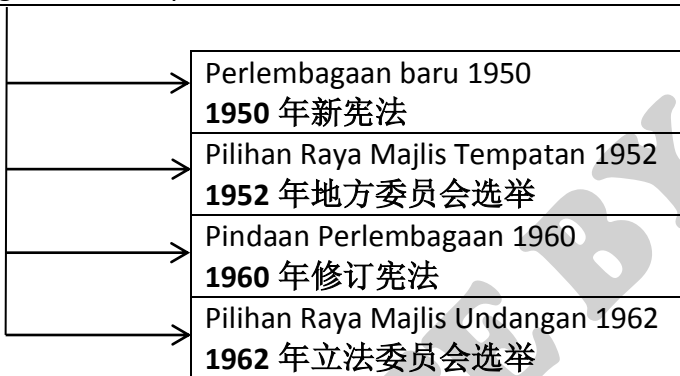 Perlembagaan baru 1950
1950 年新宪法
Pilihan Raya Majlis Tempatan 1952
1952 年地方委员会选举
Pindaan Perlembagaan 1960
1960 年修订宪法
Pilihan Raya Majlis Undangan 1962
1962 年立法委员会选举
E BY